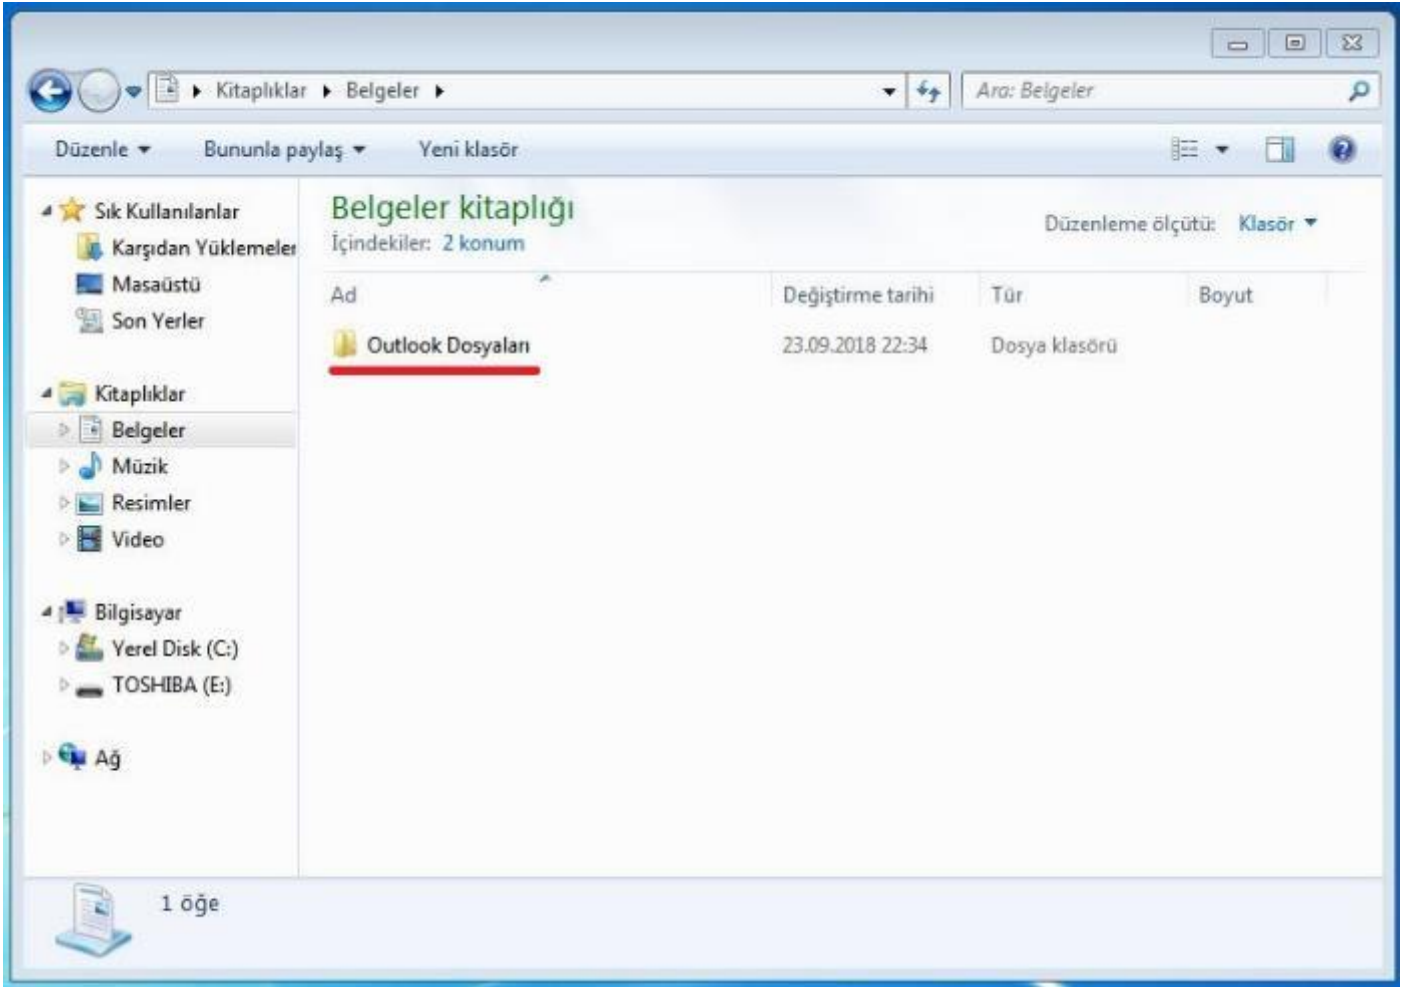 Kitaplıklar Belgeler
Ara: Belgeler
Düzenle Bununla paylaş Yeni klasör
Sık Kullanılanlar
Karşıdan Yüklemeler
Masaüstü
Son Yerler
Kitaplıklar
Belgeler
Müzik
Resimler
Video
Bilgisayar
Yerel Disk (C:)
TOSHIBA (E:)
Ağ
Belgeler kitaplığı
İçindekiler: 2 konum
Düzenleme ölçütü: Klasör
Ad Değiştirme tarihi Tür Boyut
Outlook Dosyaları 23.09.2018 22:34 Dosya klasörü
1 öğe